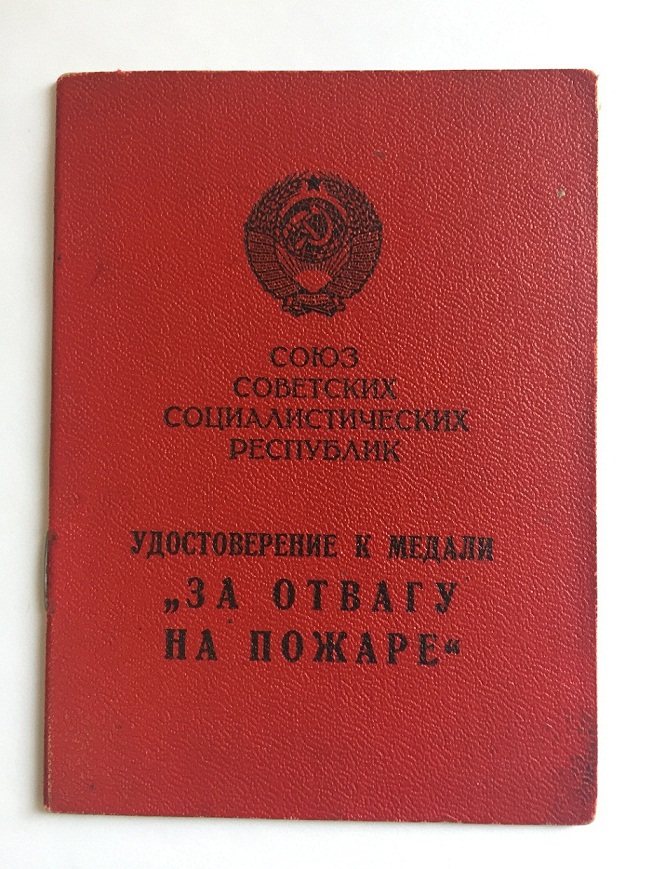 СОЮЗ
СОВЕТСКИХ
СОЦИАЛИСТИЧЕСКИХ
РЕСПУБЛИК
УДОСТОВЕРЕНИЕ К МЕДАЛИ
„ЗА ОТВАГУ
НА ПОЖАРЕ“